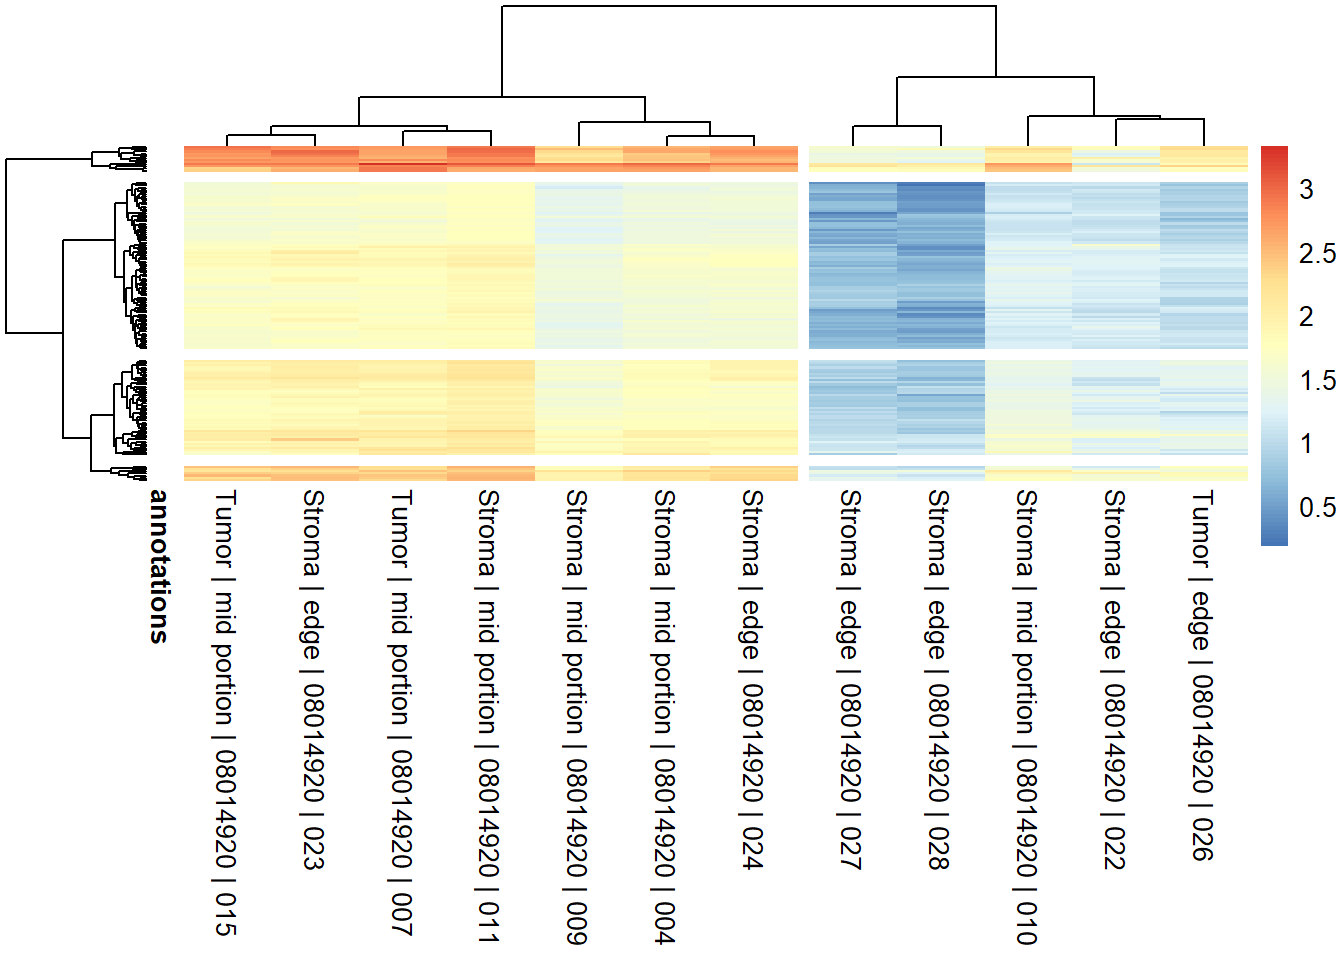 3
2.5
2
1.5
1
0.5
annotations
Tumor | mid portion | 08014920 | 015
Stroma | edge | 08014920 | 023
Tumor | mid portion | 08014920 | 007
Stroma | mid portion | 08014920 | 011
Stroma | mid portion | 08014920 | 009
Stroma | mid portion | 08014920 | 004
Stroma | edge | 08014920 | 024
Stroma | edge | 08014920 | 027
Stroma | edge | 08014920 | 028
Stroma | mid portion | 08014920 | 010
Stroma | edge | 08014920 | 022
Tumor | edge | 08014920 | 026